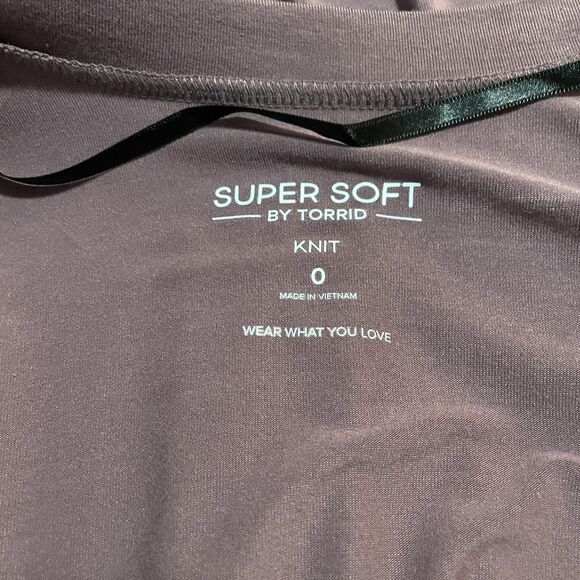 SUPER SOFT
BY TORRID
KNIT
0
MADE IN VIETNAM
WEAR WHAT YOU LOVE